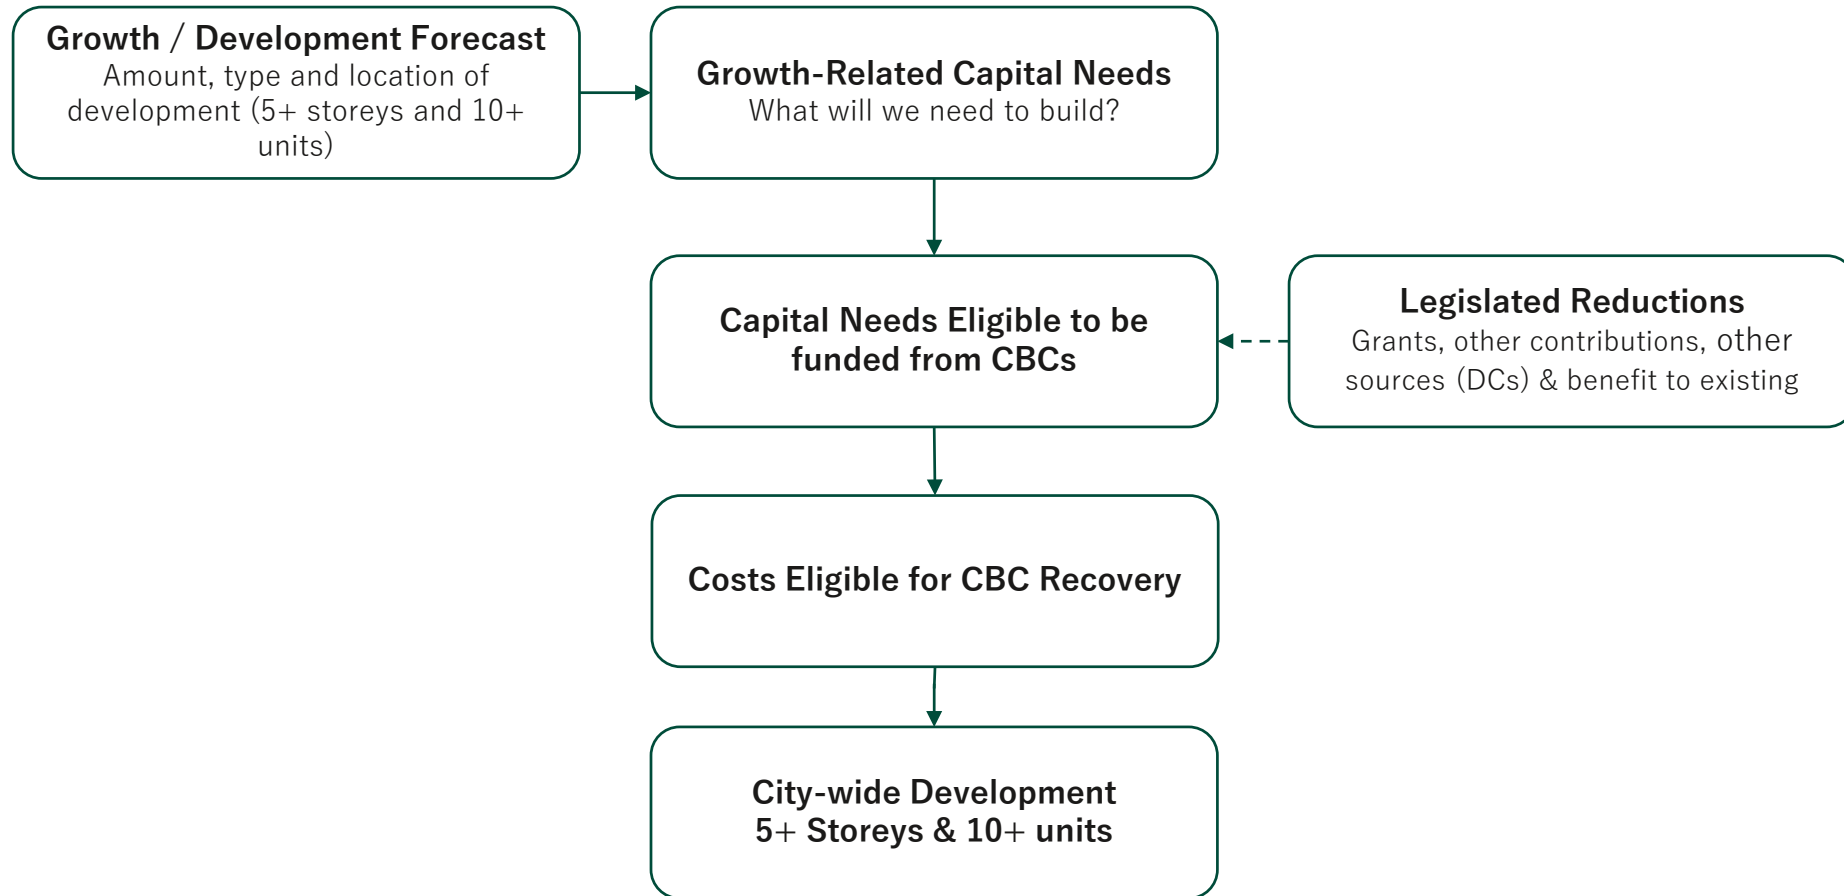 Growth / Development Forecast
Amount, type and location of
development (5+ storeys and 10+
units)
Growth-Related Capital Needs
What will we need to build?
Capital Needs Eligible to be
funded from CBCs
Legislated Reductions
Grants, other contributions, other
sources (DCs) & benefit to existing
Costs Eligible for CBC Recovery
City-wide Development
5+ Storeys & 10+ units